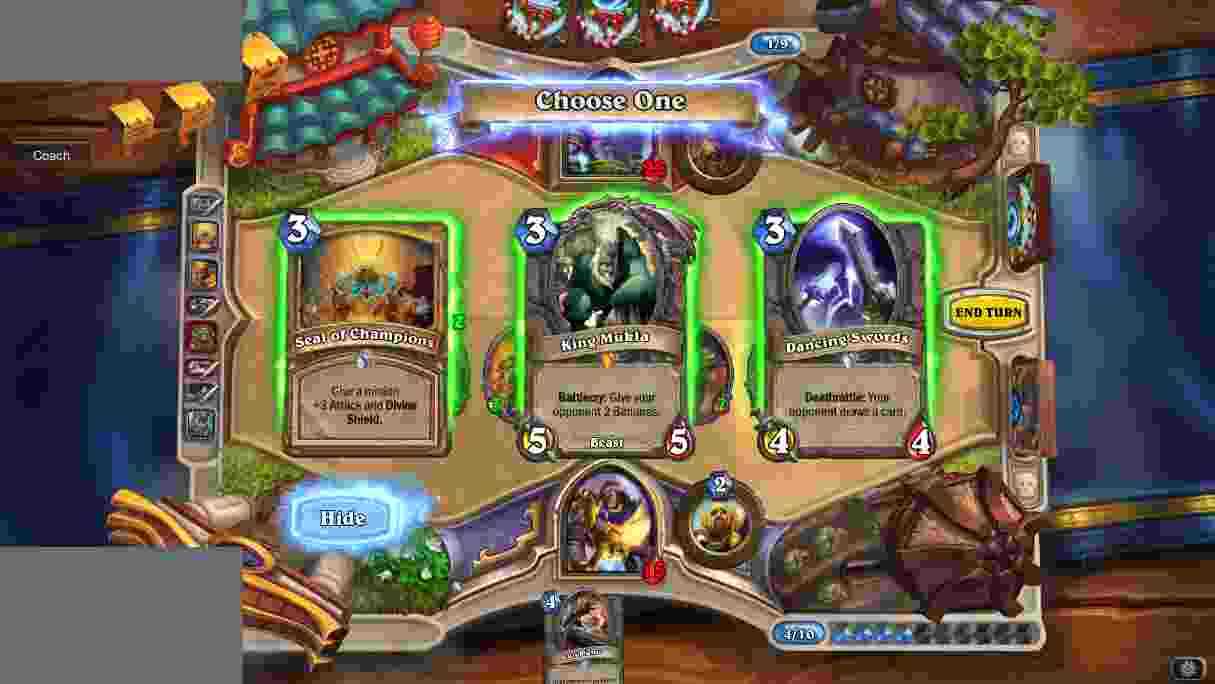 1/9
Choose One
Coach
3
3
3
END TURN
Seal of Champions
King Mukla
Dancing Swords
Give a minion
+3 Attack and Divine
Shield.
Battlecry: Give your
opponent 2 Bananas.
Deathrattle: Your
opponent draws a card.
5
Beast
5
4
4
Hide
2
15
4
4/10